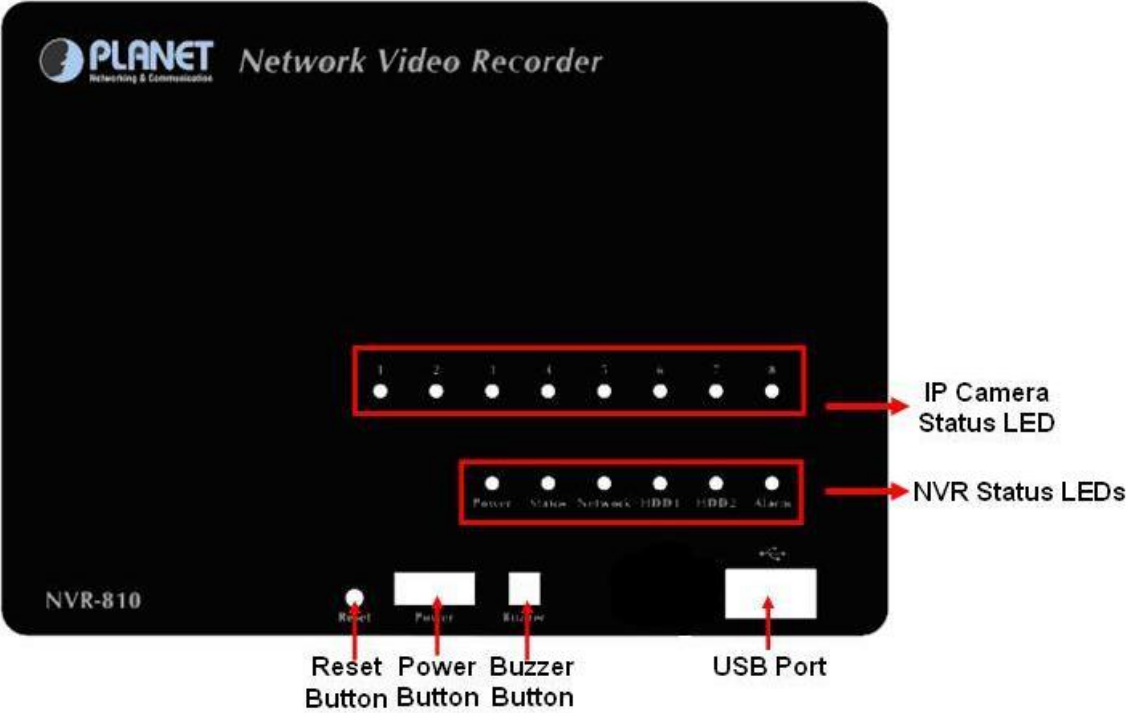 PLANET
Networking & Communication
Network Video Recorder
1 2 3 4 5 6 7 8
IP Camera
Status LED
Power Status Network HDD1 HDD2 Alarm
NVR Status LEDs
NVR-810
Reset Power Buzzer
Reset Power Buzzer USB Port
Button Button Button